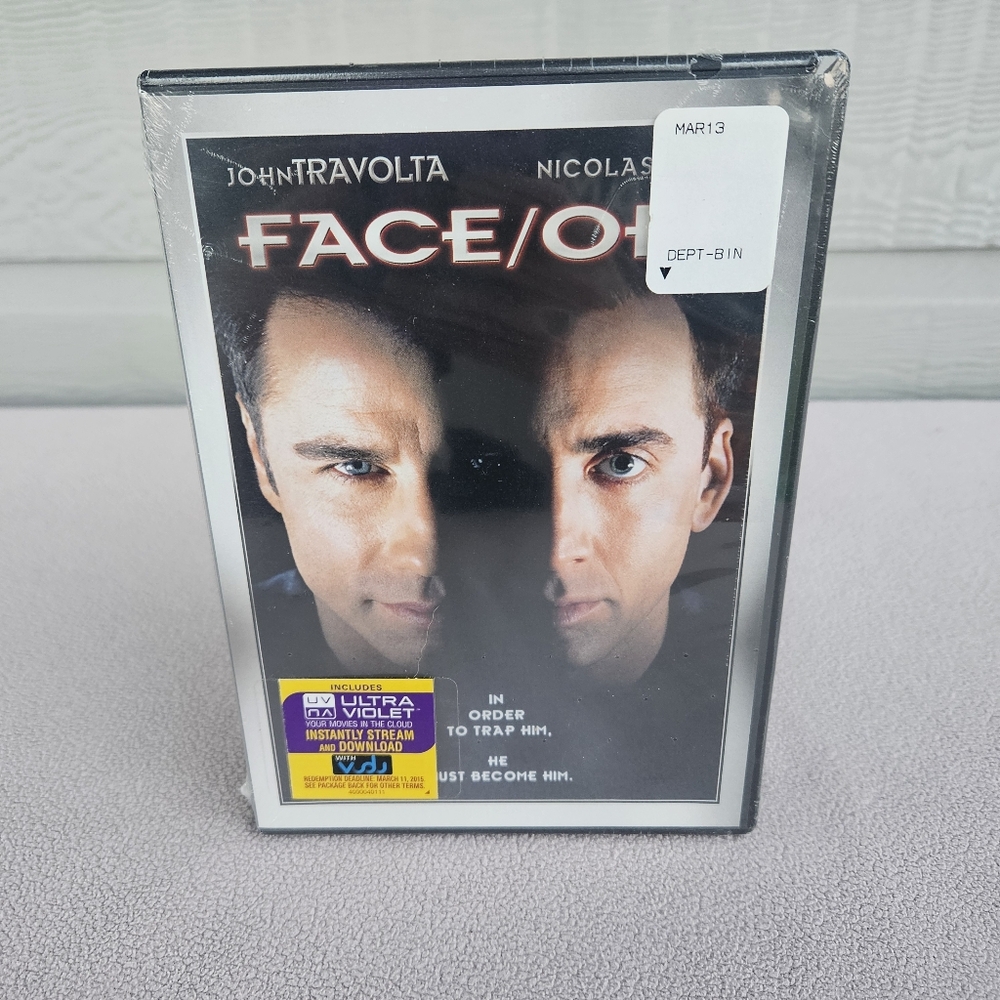 MAR13
JOHN TRAVOLTA NICOLAS
FACE/O
DEPT-BIN
IN
ORDER
TO TRAP HIM,
HE
UST BECOME HIM.
INCLUDES
UV ULTRA
VIOLET
YOUR MOVIES IN THE CLOUD
INSTANTLY STREAM
AND DOWNLOAD
WITH
VUDU
REDEMPTION DEADLINE: MARCH 11, 2015.
SEE PACKAGE BACK FOR OTHER TERMS.
4000040111